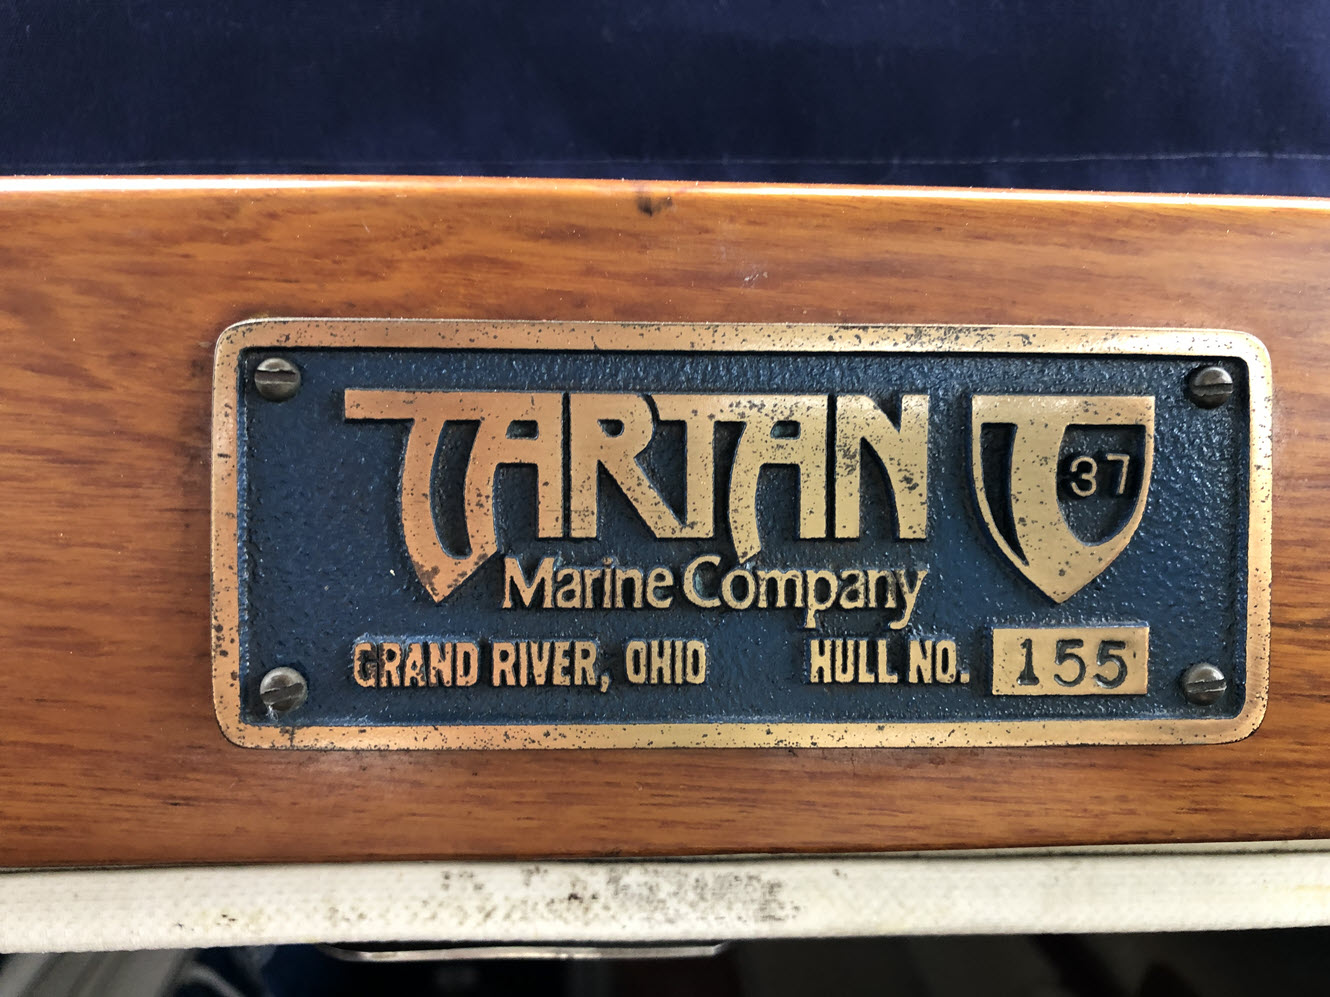 TARTAN
37
Marine Company
GRAND RIVER, OHIO HULL NO. 155